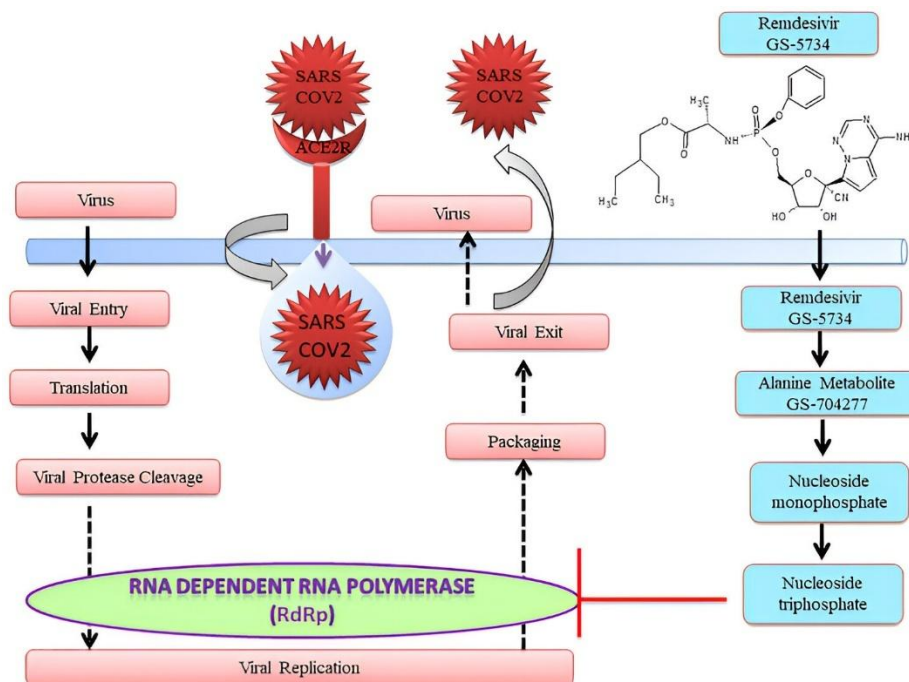 Remdesivir
GS-5734
SARS
COV2
ACE2R
SARS
COV2
H₃C
CH₃
O
O
NH
P
O
O
O
CH₃
CH₃
N
N
N
NH
O
CN
HO
OH
Virus
Virus
Viral Entry
Translation
Viral Protease Cleavage
SARS
COV2
Viral Exit
Packaging
Remdesivir
GS-5734
Alanine Metabolite
GS-704277
Nucleoside
monophosphate
Nucleoside
triphosphate
RNA DEPENDENT RNA POLYMERASE
(RdRp)
Viral Replication